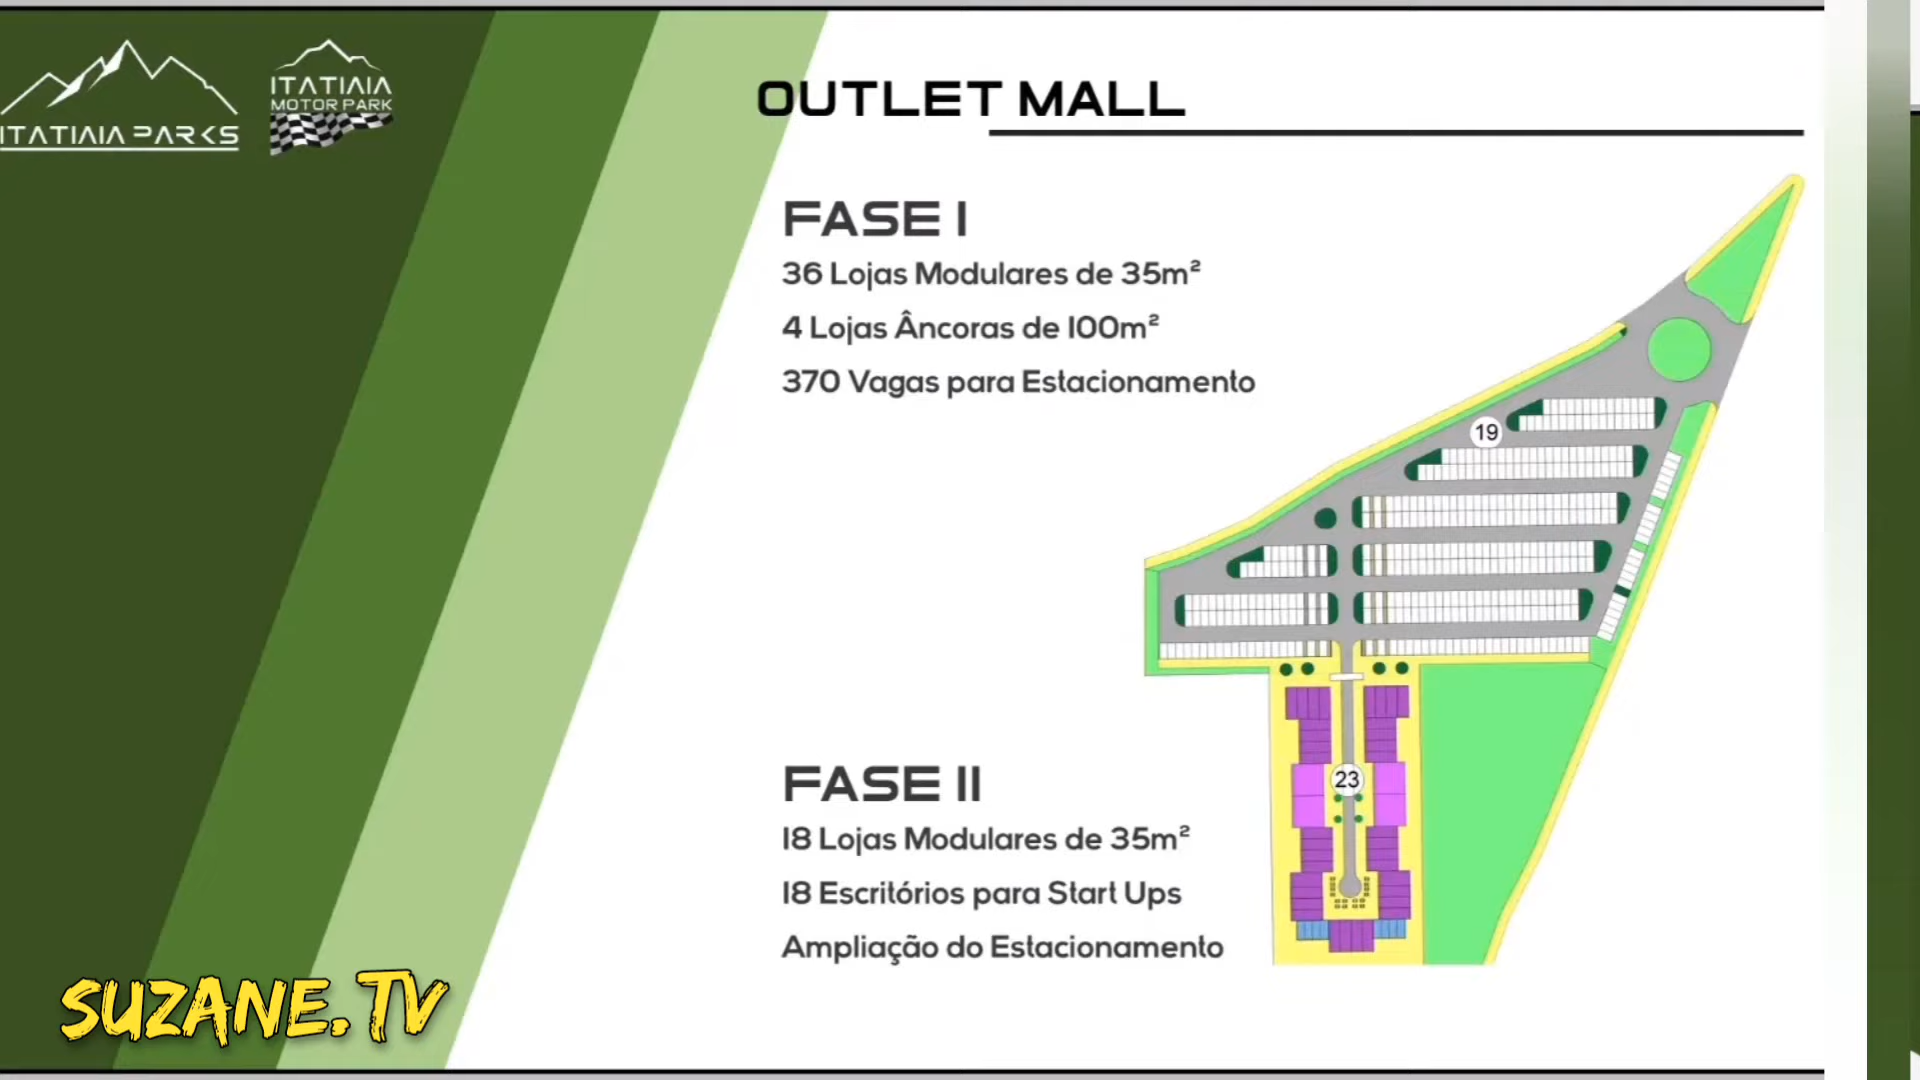 ITATIAIA PARKS
ITATIAIA
MOTOR PARK
OUTLET MALL
FASE I
36 Lojas Modulares de 35m²
4 Lojas Âncoras de 100m²
370 Vagas para Estacionamento
19
23
FASE II
18 Lojas Modulares de 35m²
18 Escritórios para Start Ups
Ampliação do Estacionamento
SUZANE.TV